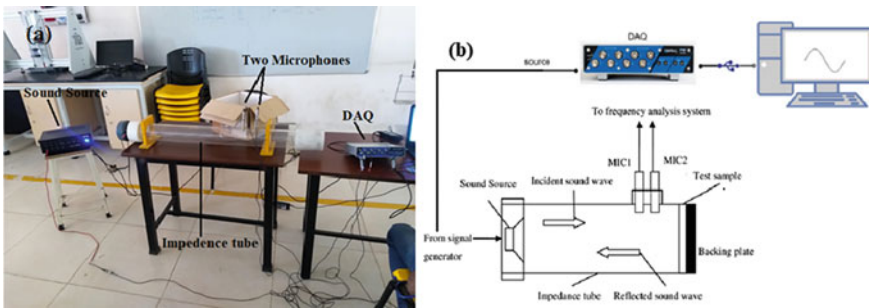 (a)
Two Microphones
Sound Source
DAQ
Impedence tube
(b)
DAQ
source
To frequency analysis system
MIC1
MIC2
Sound Source
Incident sound wave
Test sample
From signal
generator
Backing plate
Impedance tube
Reflected sound wave